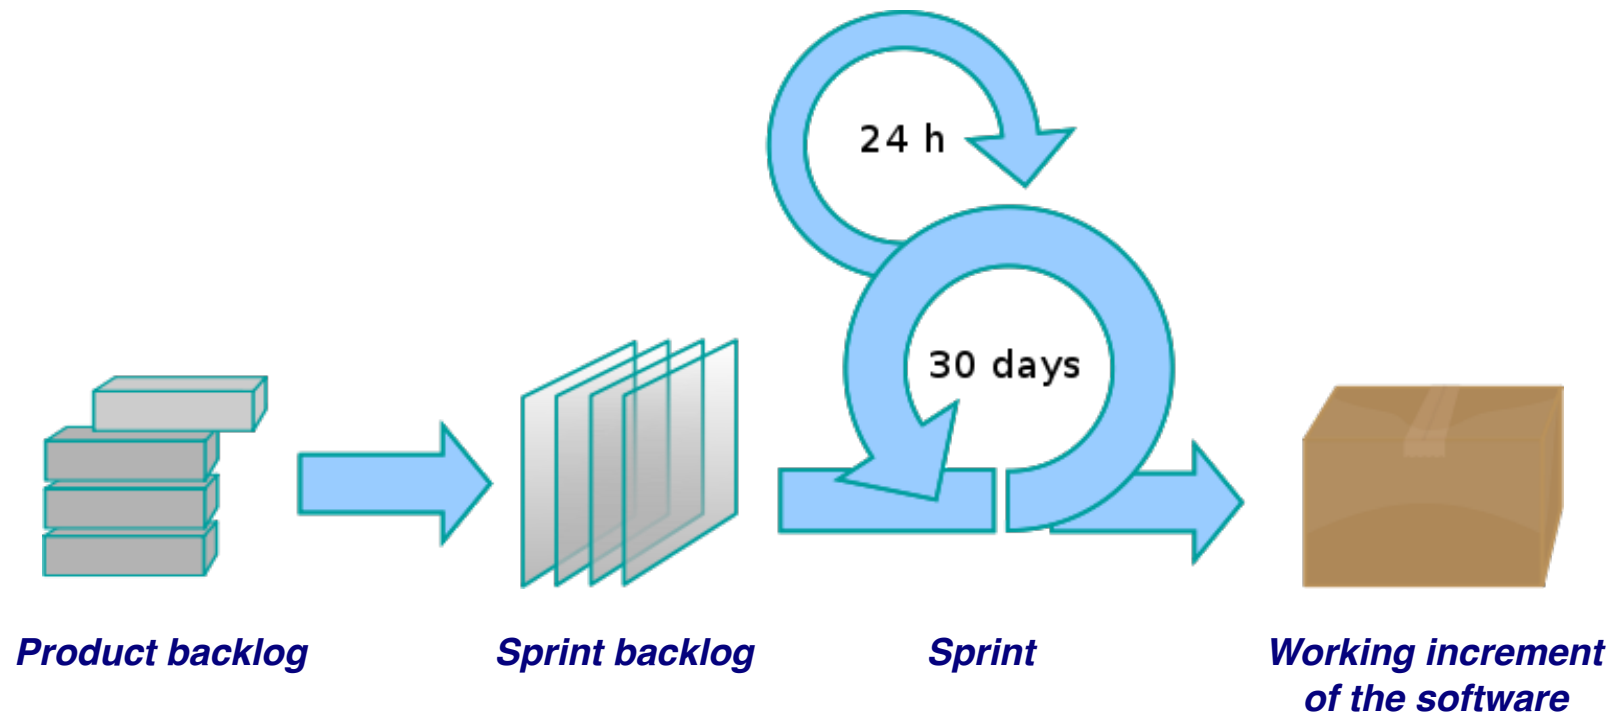 24 h
30 days
Product backlog
Sprint backlog
Sprint
Working increment
of the software